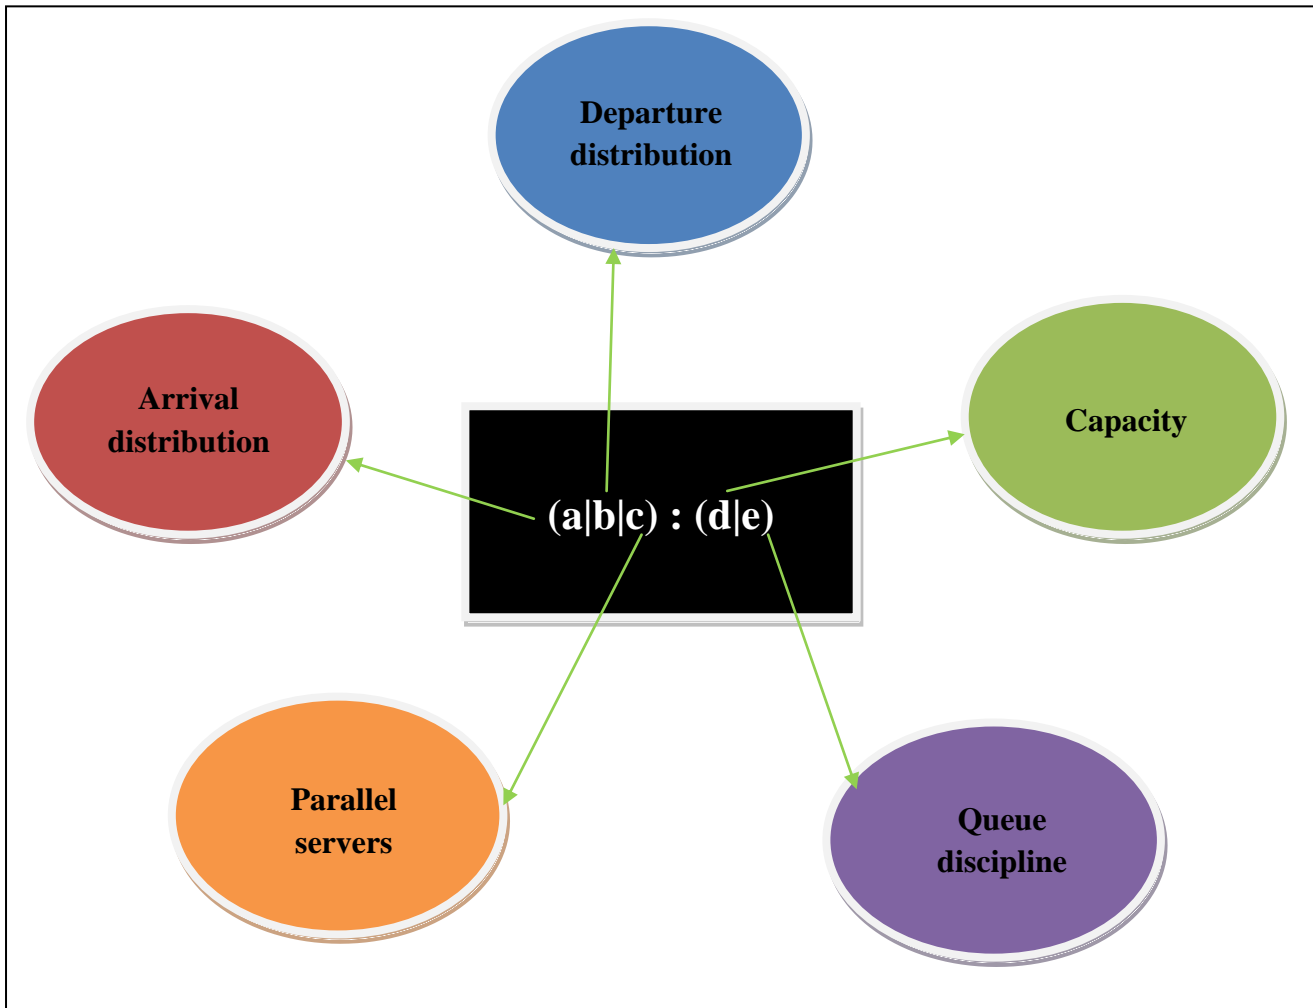 Departure
distribution
Arrival
distribution
Capacity
(a|b|c) : (d|e)
Parallel
servers
Queue
discipline